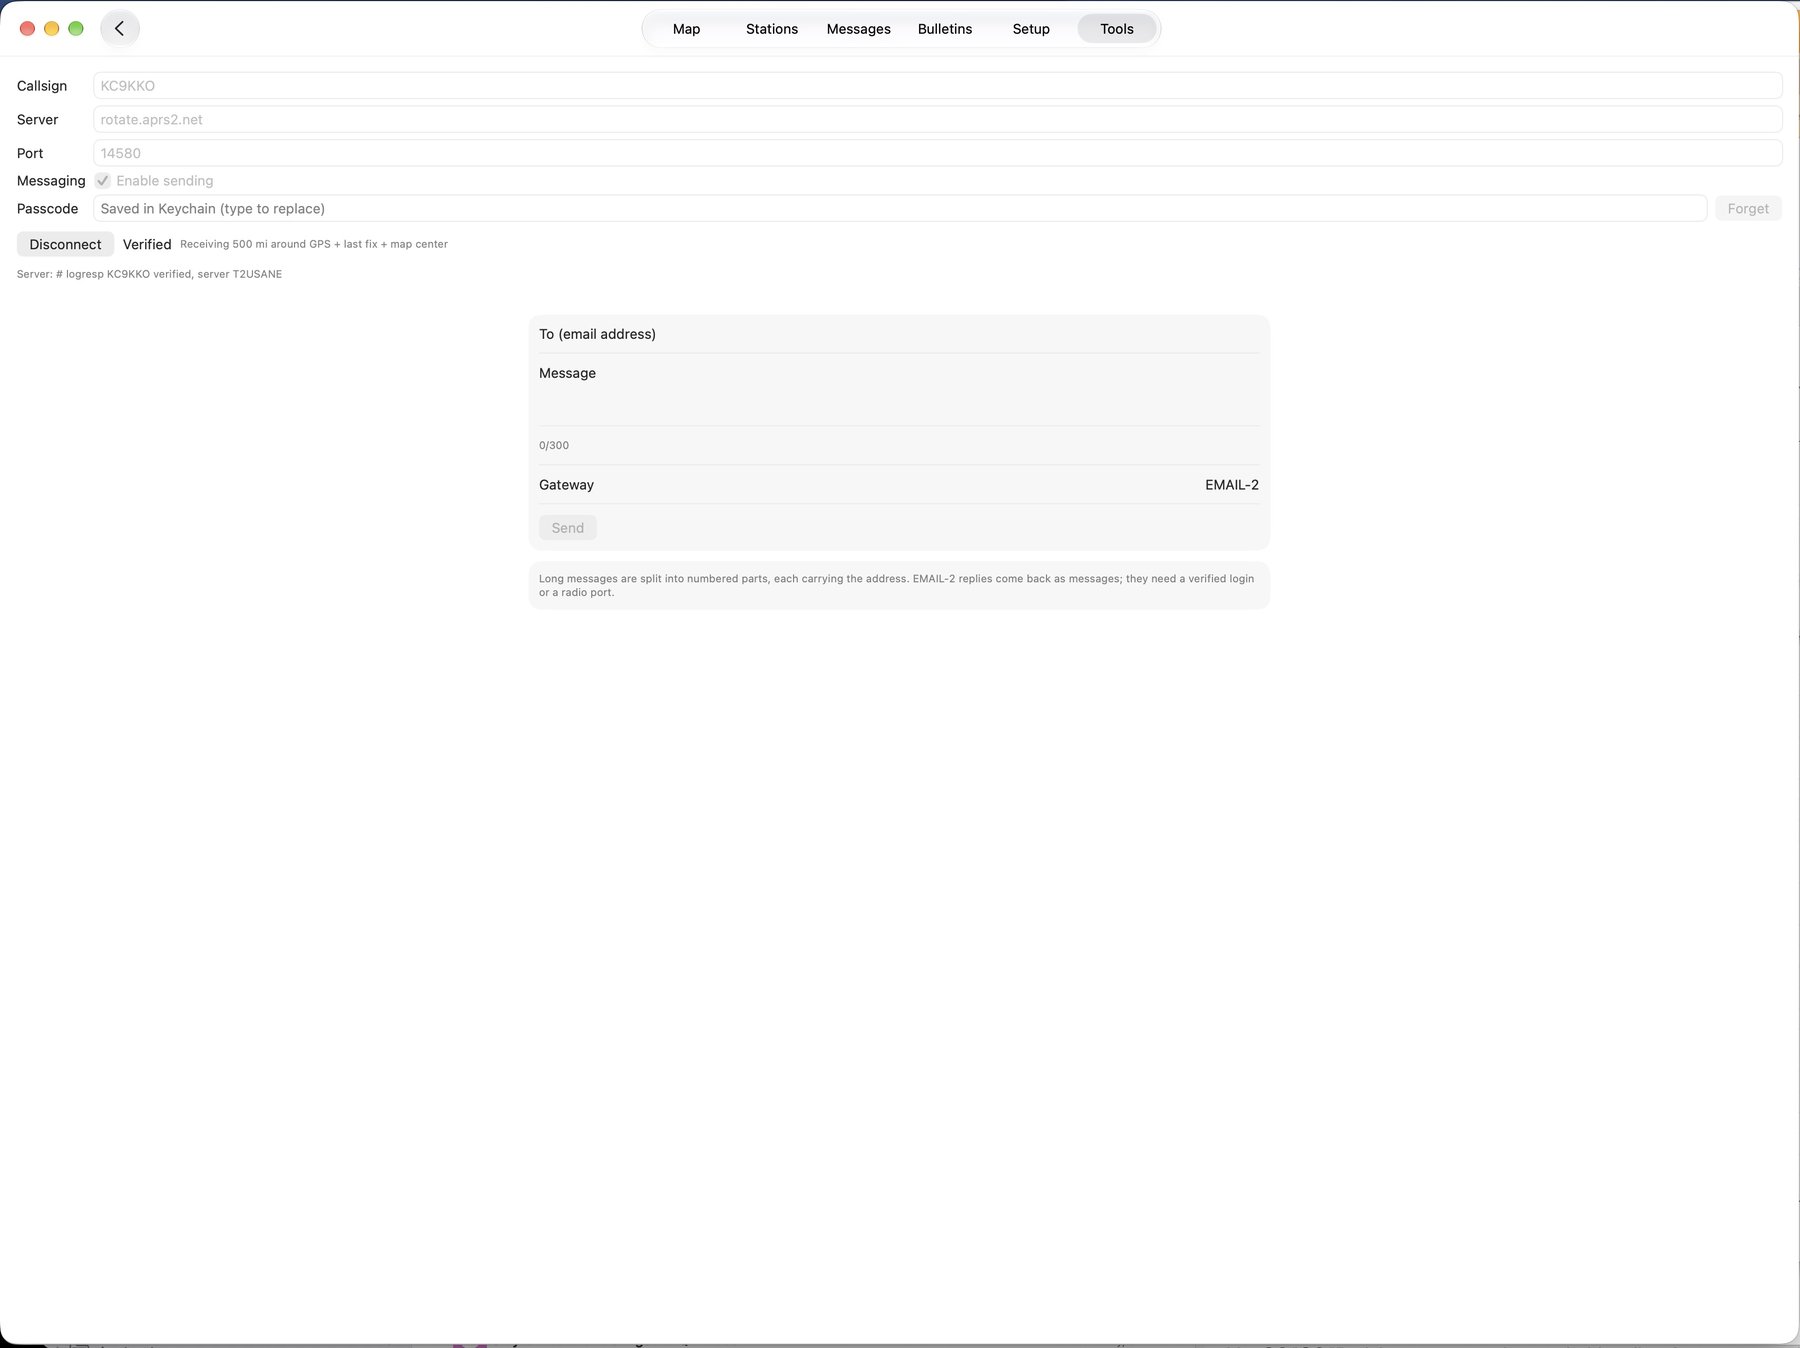 Map Stations Messages Bulletins Setup Tools
Callsign KC9KKO
Server rotate.aprs2.net
Port 14580
Messaging Enable sending
Passcode Saved in Keychain (type to replace) Forget
Disconnect Verified Receiving 500 mi around GPS + last fix + map center
Server: # logresp KC9KKO verified, server T2USANE
To (email address)
Message
0/300
Gateway EMAIL-2
Send
Long messages are split into numbered parts, each carrying the address. EMAIL-2 replies come back as messages; they need a verified login
or a radio port.